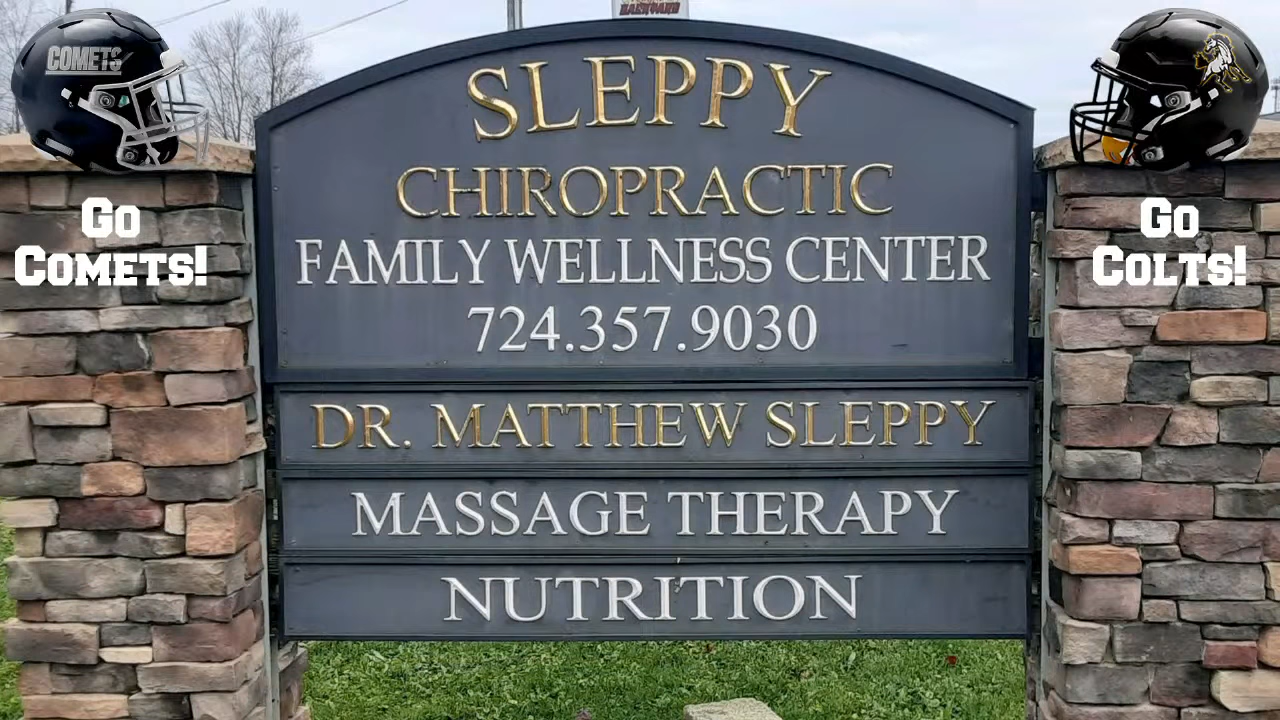 BACKYARD
COMETS
SLEPPY
CHIROPRACTIC
FAMILY WELLNESS CENTER
724.357.9030
DR. MATTHEW SLEPPY
MASSAGE THERAPY
NUTRITION
Go
Comets!
Go
Colts!